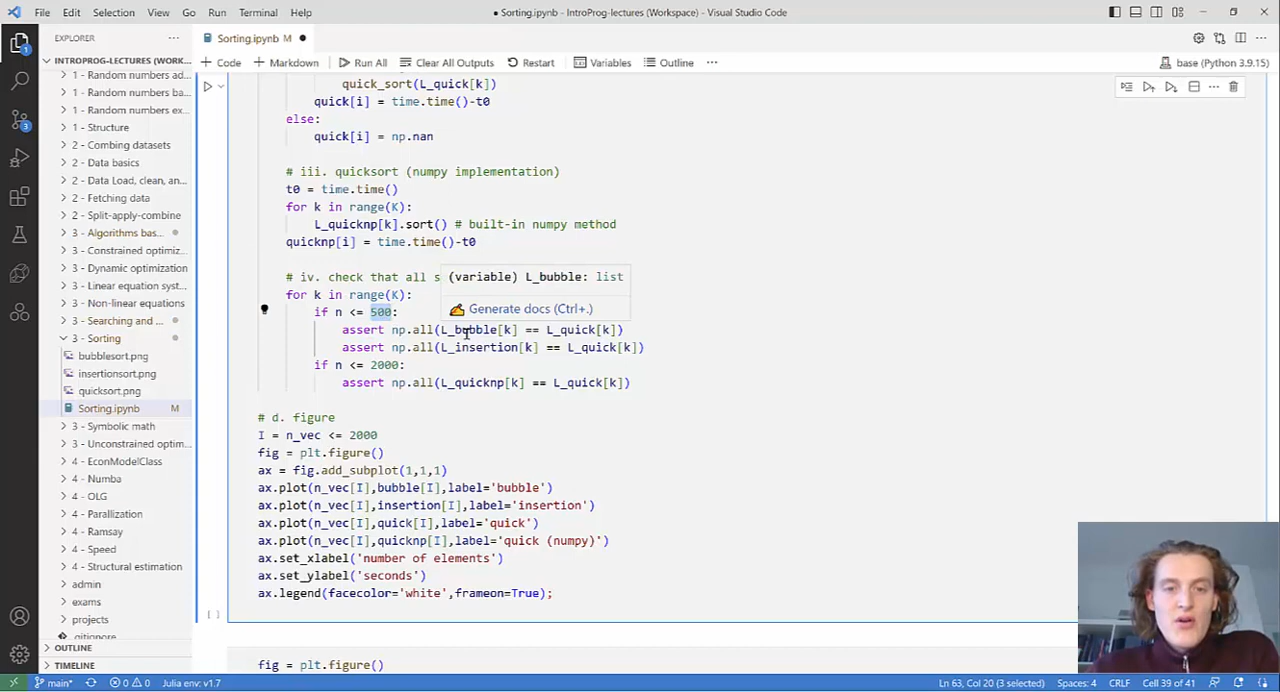 File Edit Selection View Go Run Terminal Help
● Sorting.ipynb - IntroProg-lectures (Workspace) - Visual Studio Code
EXPLORER ···
Sorting.ipynb M ●
INTROPROG-LECTURES (WORK...
+ Code + Markdown Run All Clear All Outputs Restart Variables Outline ··· base (Python 3.9.15)
1 - Random numbers ad...
1 - Random numbers ba...
1 - Random numbers ex...
1 - Structure
2 - Combing datasets
2 - Data basics
2 - Data Load, clean, an...
2 - Fetching data
2 - Split-apply-combine
3 - Algorithms bas...
3 - Constrained optimiz...
3 - Dynamic optimization
3 - Linear equation sys...
3 - Non-linear equations
3 - Searching and ...
3 - Sorting
bubblesort.png
insertionsort.png
quicksort.png
Sorting.ipynb M
3 - Symbolic math
3 - Unconstrained optim...
4 - EconModelClass
4 - Numba
4 - OLG
4 - Parallization
4 - Ramsay
4 - Speed
4 - Structural estimation
admin
exams
projects
.gitignore
OUTLINE
TIMELINE
quick_sort(L_quick[k])
quick[i] = time.time()-t0
else:
quick[i] = np.nan
# iii. quicksort (numpy implementation)
t0 = time.time()
for k in range(K):
L_quicknp[k].sort() # built-in numpy method
quicknp[i] = time.time()-t0
# iv. check that all s
(variable) L_bubble: list
Generate docs (Ctrl+.)
for k in range(K):
if n <= 500:
assert np.all(L_bubble[k] == L_quick[k])
assert np.all(L_insertion[k] == L_quick[k])
if n <= 2000:
assert np.all(L_quicknp[k] == L_quick[k])
# d. figure
I = n_vec <= 2000
fig = plt.figure()
ax = fig.add_subplot(1,1,1)
ax.plot(n_vec[I],bubble[I],label='bubble')
ax.plot(n_vec[I],insertion[I],label='insertion')
ax.plot(n_vec[I],quick[I],label='quick')
ax.plot(n_vec[I],quicknp[I],label='quick (numpy)')
ax.set_xlabel('number of elements')
ax.set_ylabel('seconds')
ax.legend(facecolor='white',frameon=True);
[ ]
fig = plt.figure()
main* 0 0 Julia env: v1.7 Ln 63, Col 20 (3 selected) Spaces: 4 CRLF Cell 39 of 41